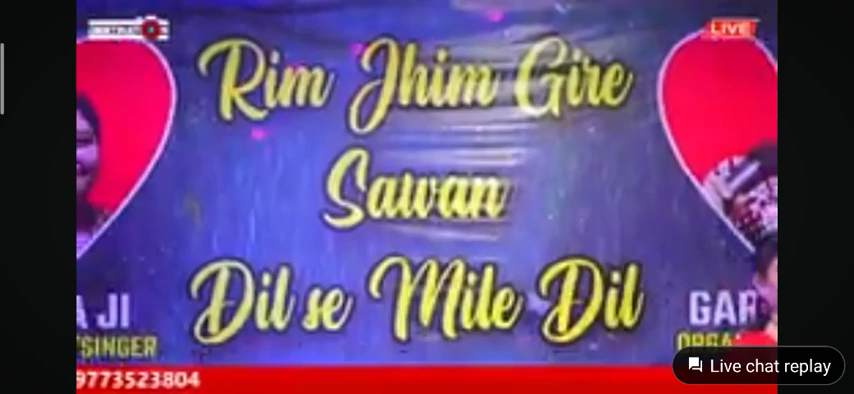 LIVE
Rim Jhim Gire
Sawan
Dil se Mile Dil
A JI
SINGER
GAR
9773523804
Live chat replay